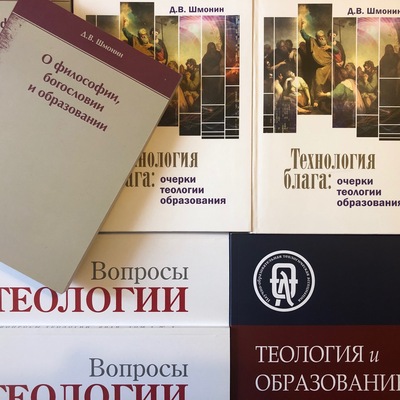 Д.В. Шмонин
О философии,
богословии
и образовании
Д.В. Шмонин
Технология
блага: очерки
теологии
образования
Д.В. Шмонин
Технология
блага: очерки
теологии
образования
Вопросы
ТЕОЛОГИИ
Вопросы
ТЕОЛОГИИ
ТЕОЛОГИЯ и
ОБРАЗОВАНИЕ